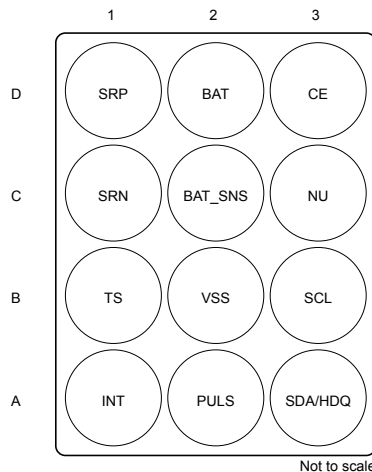 1 2 3
D SRP BAT CE
C SRN BAT_SNS NU
B TS VSS SCL
A INT PULS SDA/HDQ
Not to scale